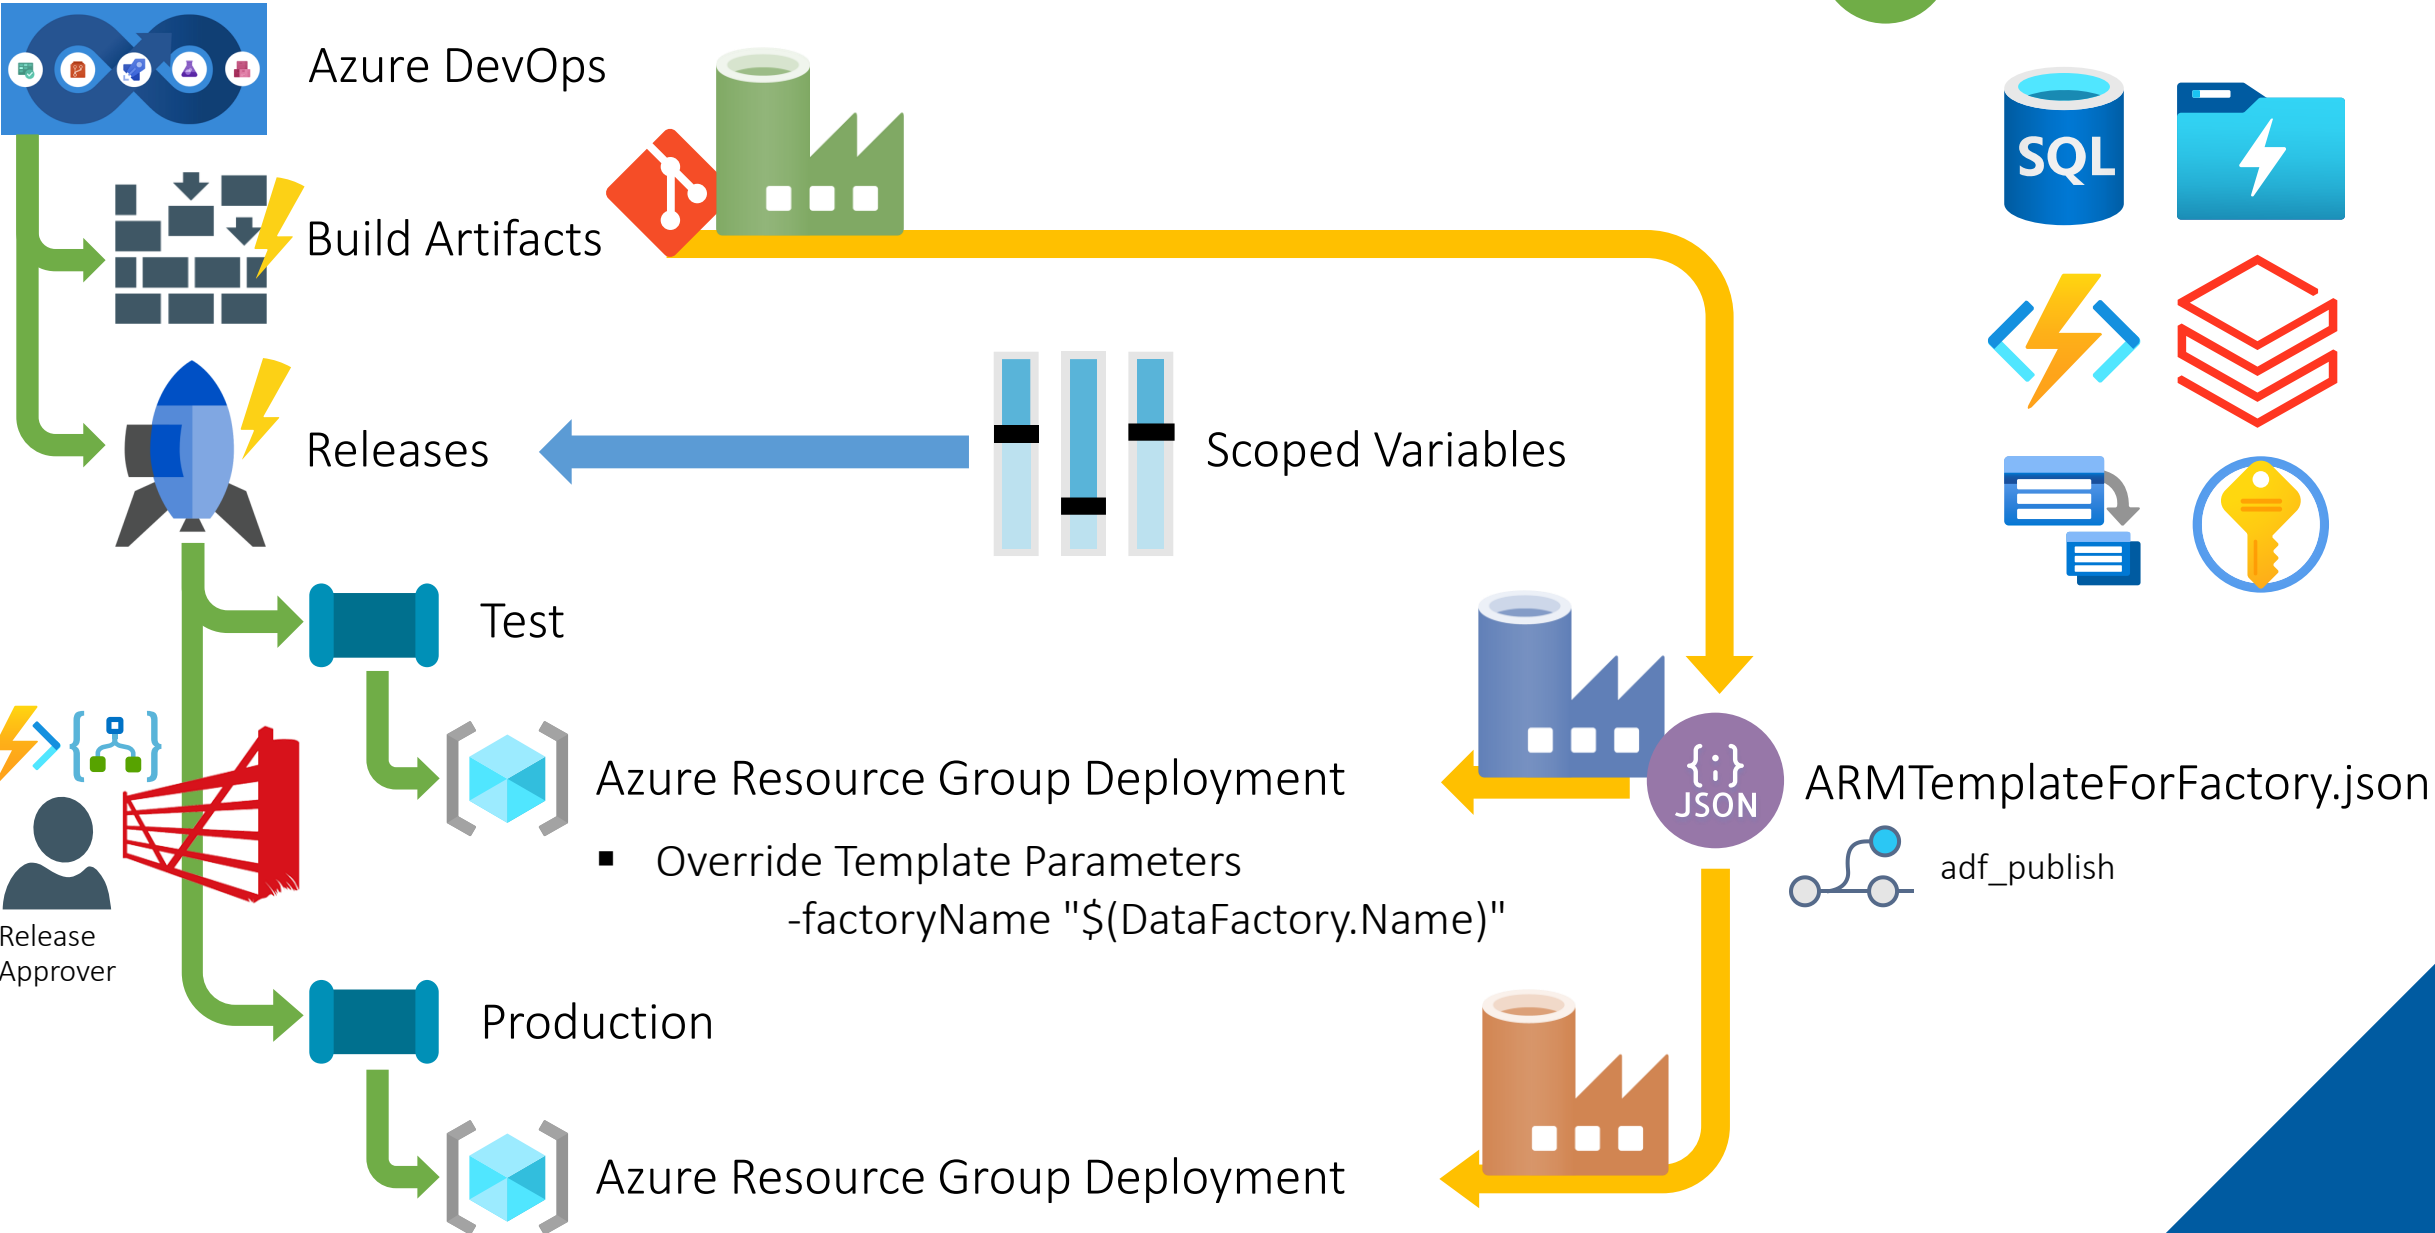 Azure DevOps
SQL
Build Artifacts
Releases
Scoped Variables
Test
Azure Resource Group Deployment
{;}
JSON
ARMTemplateForFactory.json
▪ Override Template Parameters
-factoryName "$(DataFactory.Name)"
adf_publish
Release
Approver
Production
Azure Resource Group Deployment